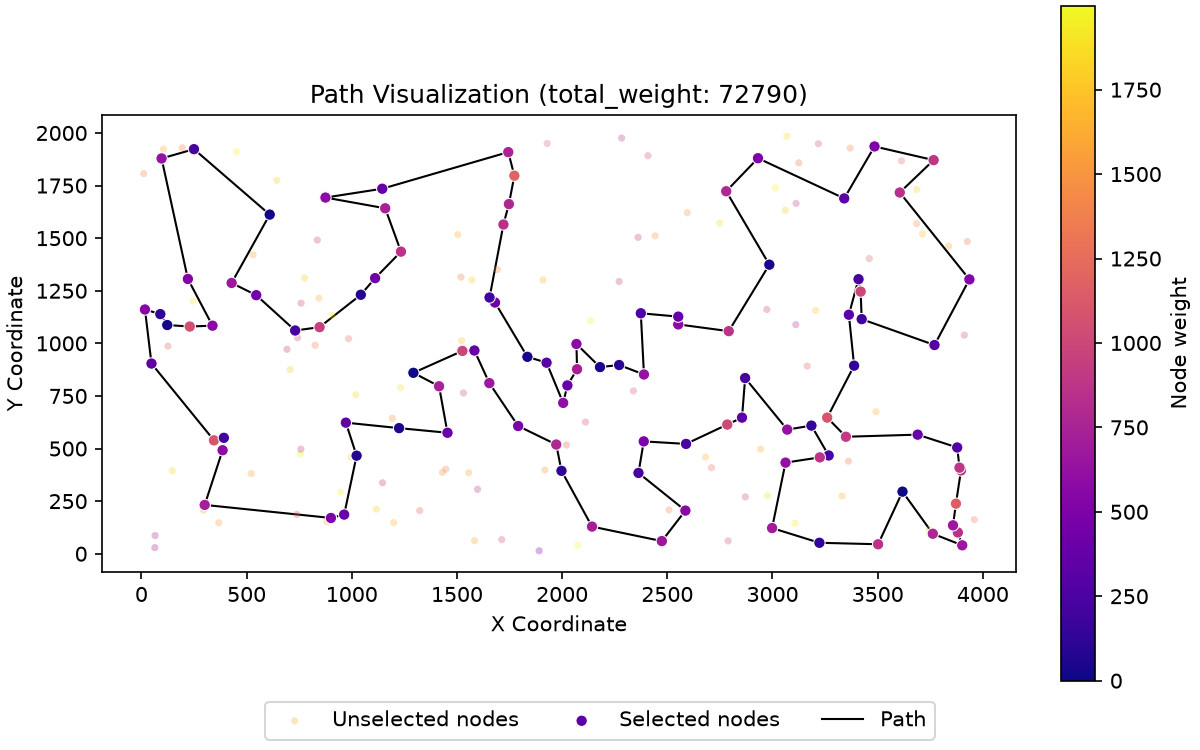 Path Visualization (total_weight: 72790)
2000
1750
1500
1250
1000
750
500
250
0
Y Coordinate
0 500 1000 1500 2000 2500 3000 3500 4000
X Coordinate
1750
1500
1250
1000
750
500
250
0
Node weight
Unselected nodes Selected nodes Path